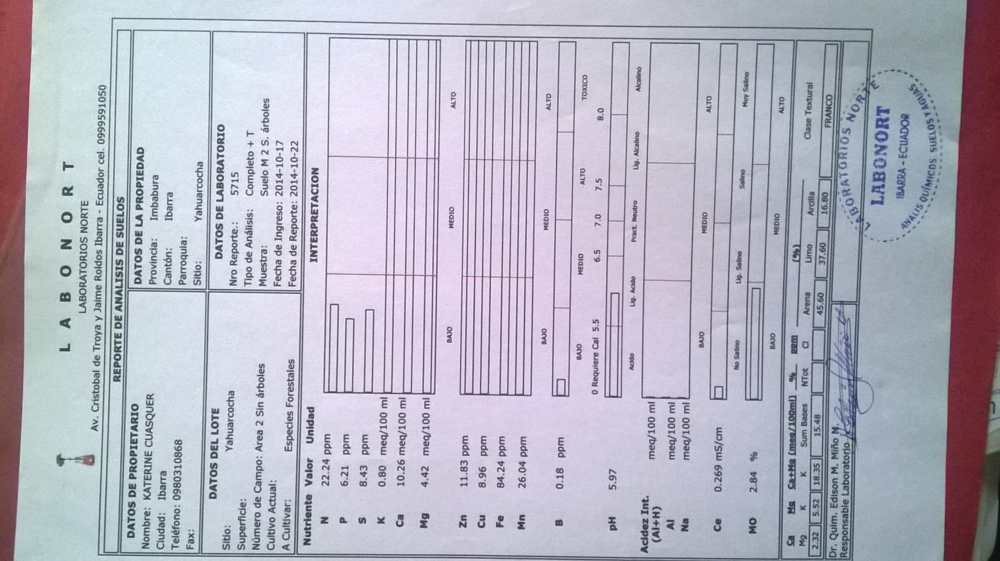 L A B O N O R T
LABORATORIOS NORTE
Av. Cristobal de Troya y Jaime Roldos Ibarra - Ecuador cel. 0999591050
REPORTE DE ANALISIS DE SUELOS
DATOS DE PROPIETARIO
Nombre: KATERINE CUASQUER
Ciudad: Ibarra
Teléfono: 0980310868
Fax:
DATOS DE LA PROPIEDAD
Provincia: Imbabura
Cantón: Ibarra
Parroquia:
Sitio: Yahuarcocha
DATOS DEL LOTE
Sitio: Yahuarcocha
Superficie:
Número de Campo: Area 2 Sin árboles
Cultivo Actual:
A Cultivar: Especies Forestales
DATOS DE LABORATORIO
Nro Reporte.: 5715
Tipo de Análisis: Completo + T
Muestra: Suelo M 2 S. árboles
Fecha de Ingreso: 2014-10-17
Fecha de Reporte: 2014-10-22
Nutriente Valor Unidad INTERPRETACION
N 22.24 ppm
P 6.21 ppm
S 8.43 ppm
K 0.80 meq/100 ml
Ca 10.26 meq/100 ml
Mg 4.42 meq/100 ml
BAJO MEDIO ALTO
Zn 11.83 ppm
Cu 8.96 ppm
Fe 84.24 ppm
Mn 26.04 ppm
BAJO MEDIO ALTO
B 0.18 ppm
BAJO MEDIO ALTO TOXICO
0 Requiere Cal 5.5 6.5 7.0 7.5 8.0
pH 5.97
Acido Lig. Acido Pract. Neutro Lig. Alcalino Alcalino
Acidez Int.
(Al+H) meq/100 ml
Al meq/100 ml
Na meq/100 ml
BAJO MEDIO ALTO
Ce 0.269 mS/cm
No Salino Lig. Salino Salino Muy Salino
MO 2.84 %
BAJO MEDIO ALTO
Ca Mg Ca+Mg (meq/100ml) % ppm (%)
Mg K K Sum Bases NTot Cl Arena Limo Arcilla Clase Textural
2.32 5.52 18.35 15.48 45.60 37.60 16.80 FRANCO
Dr. Quim. Edison M. Miño M.
Responsable Laboratorio
LABORATORIOS NORTE
LABONORT
IBARRA - ECUADOR
ANALIS QUÍMICOS. SUELOS Y AGUAS